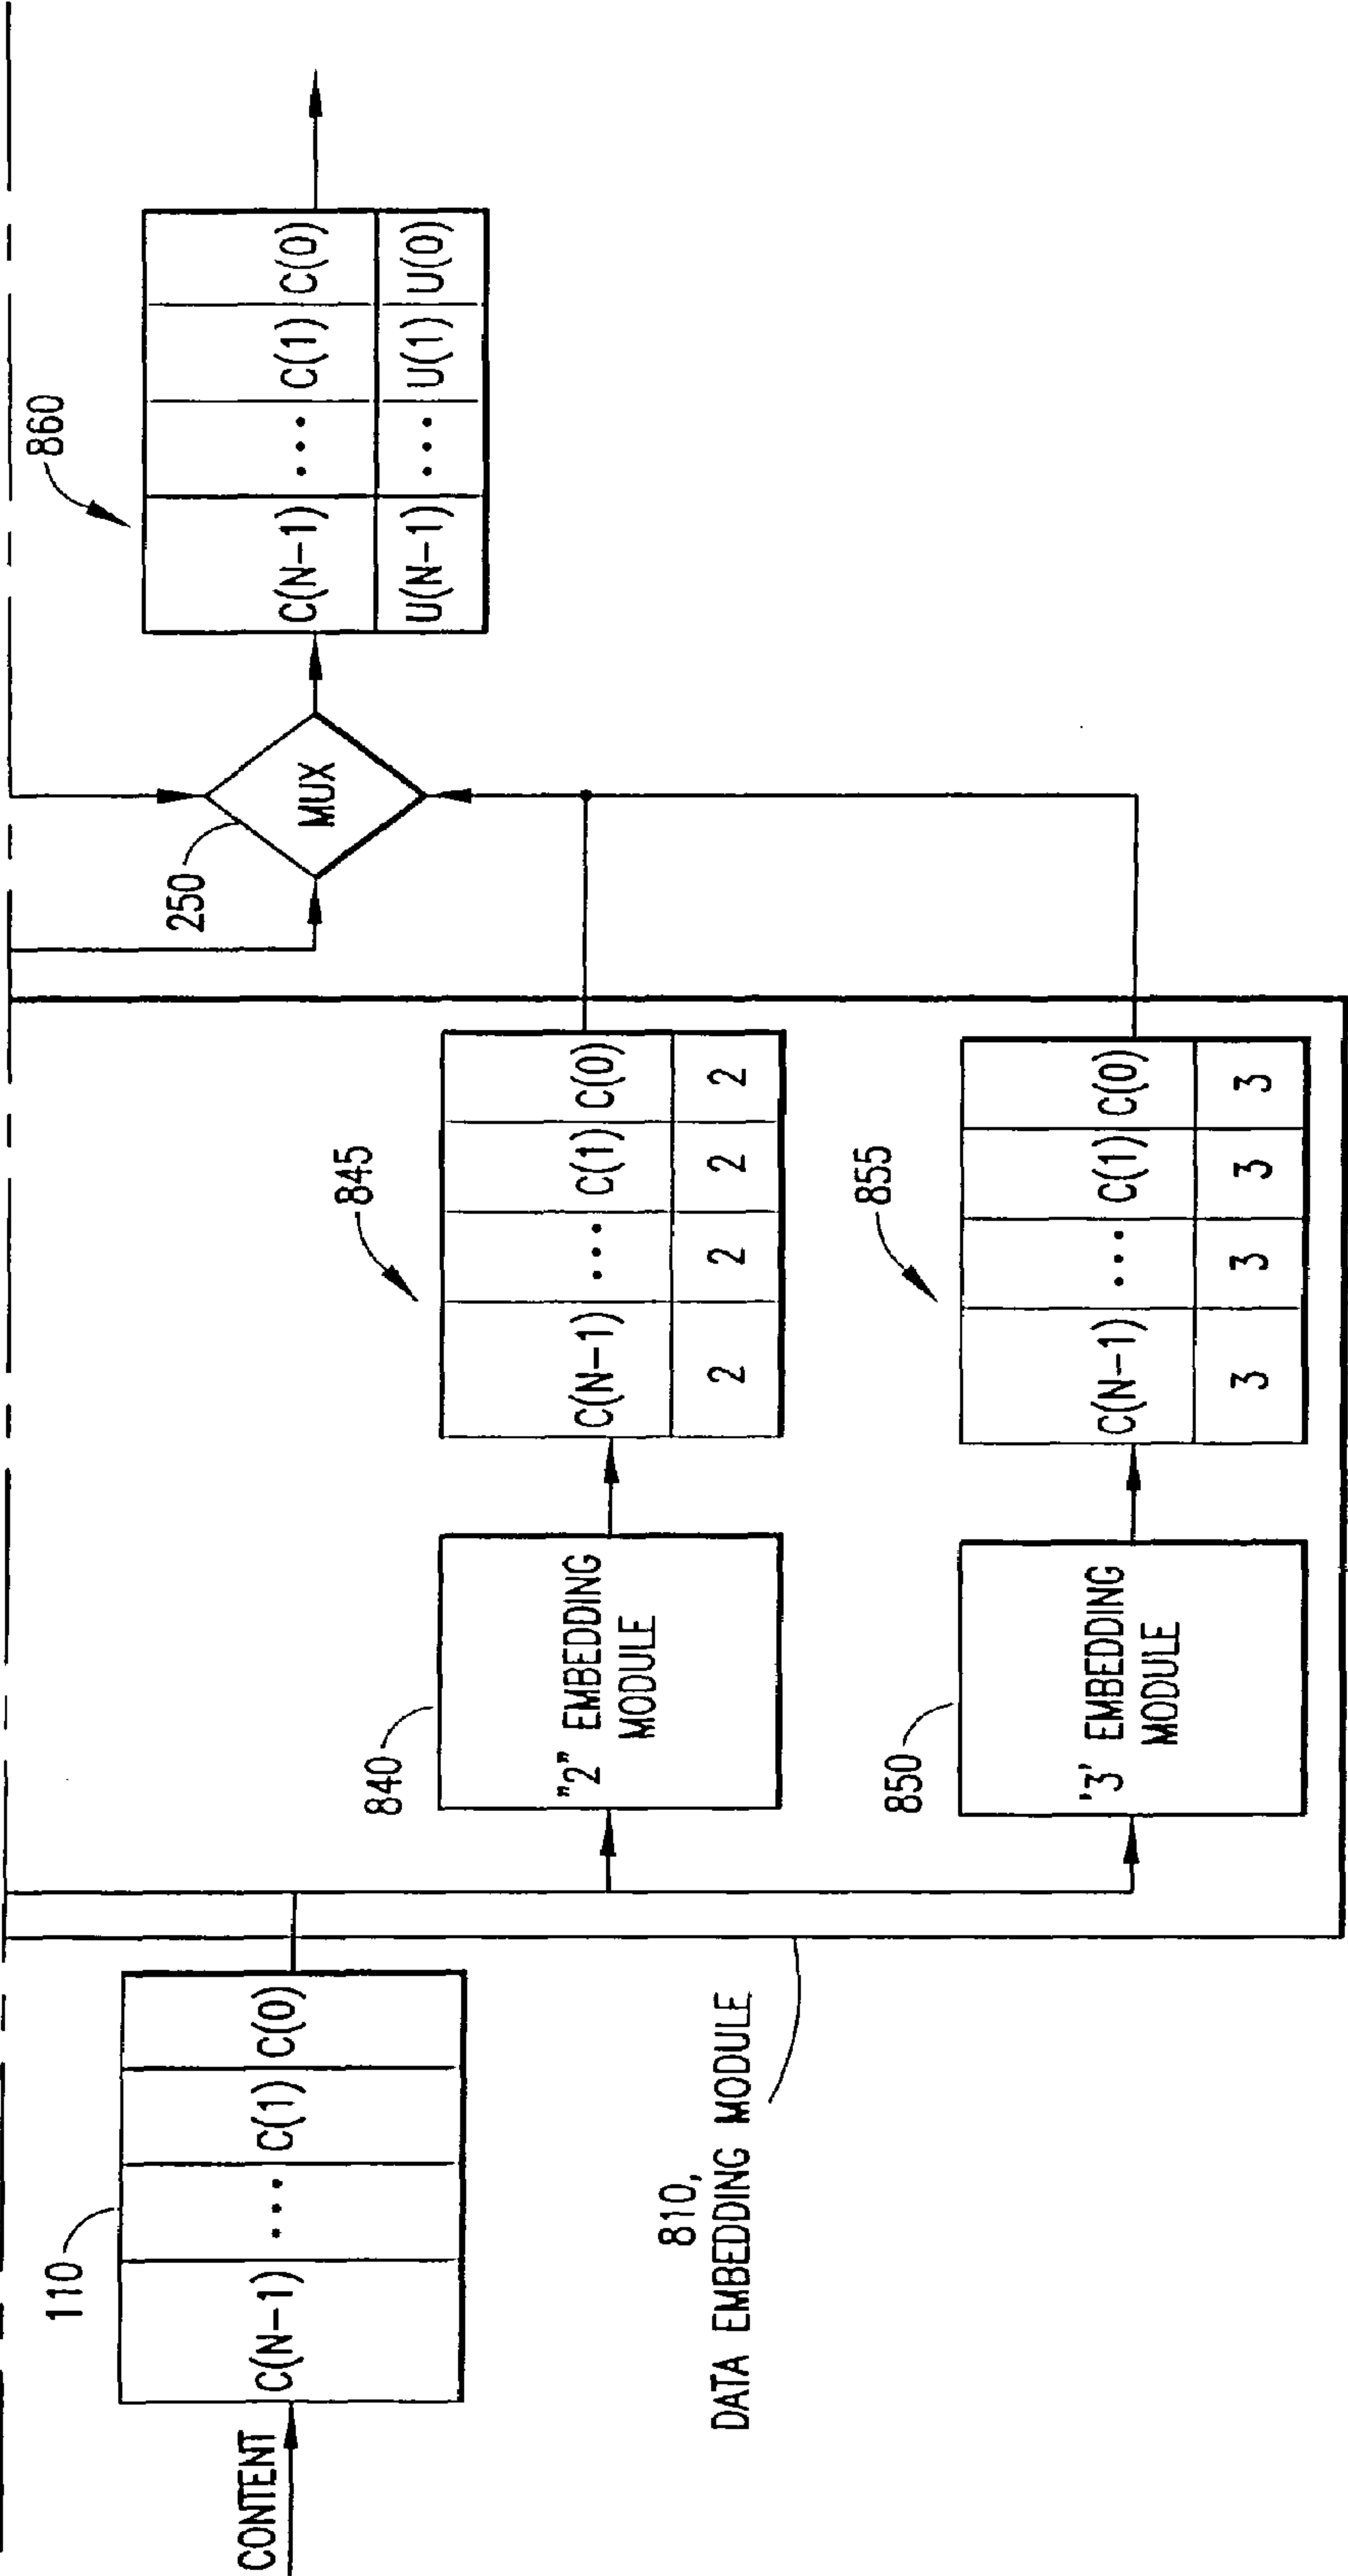 CONTENT
110
C(N-1) ... C(1) C(0)
810,
DATA EMBEDDING MODULE
840
"2" EMBEDDING
MODULE
845
C(N-1) ... C(1) C(0)
2 2 2 2
850
'3' EMBEDDING
MODULE
855
C(N-1) ... C(1) C(0)
3 3 3 3
250
MUX
860
C(N-1) ... C(1) C(0)
U(N-1) ... U(1) U(0)